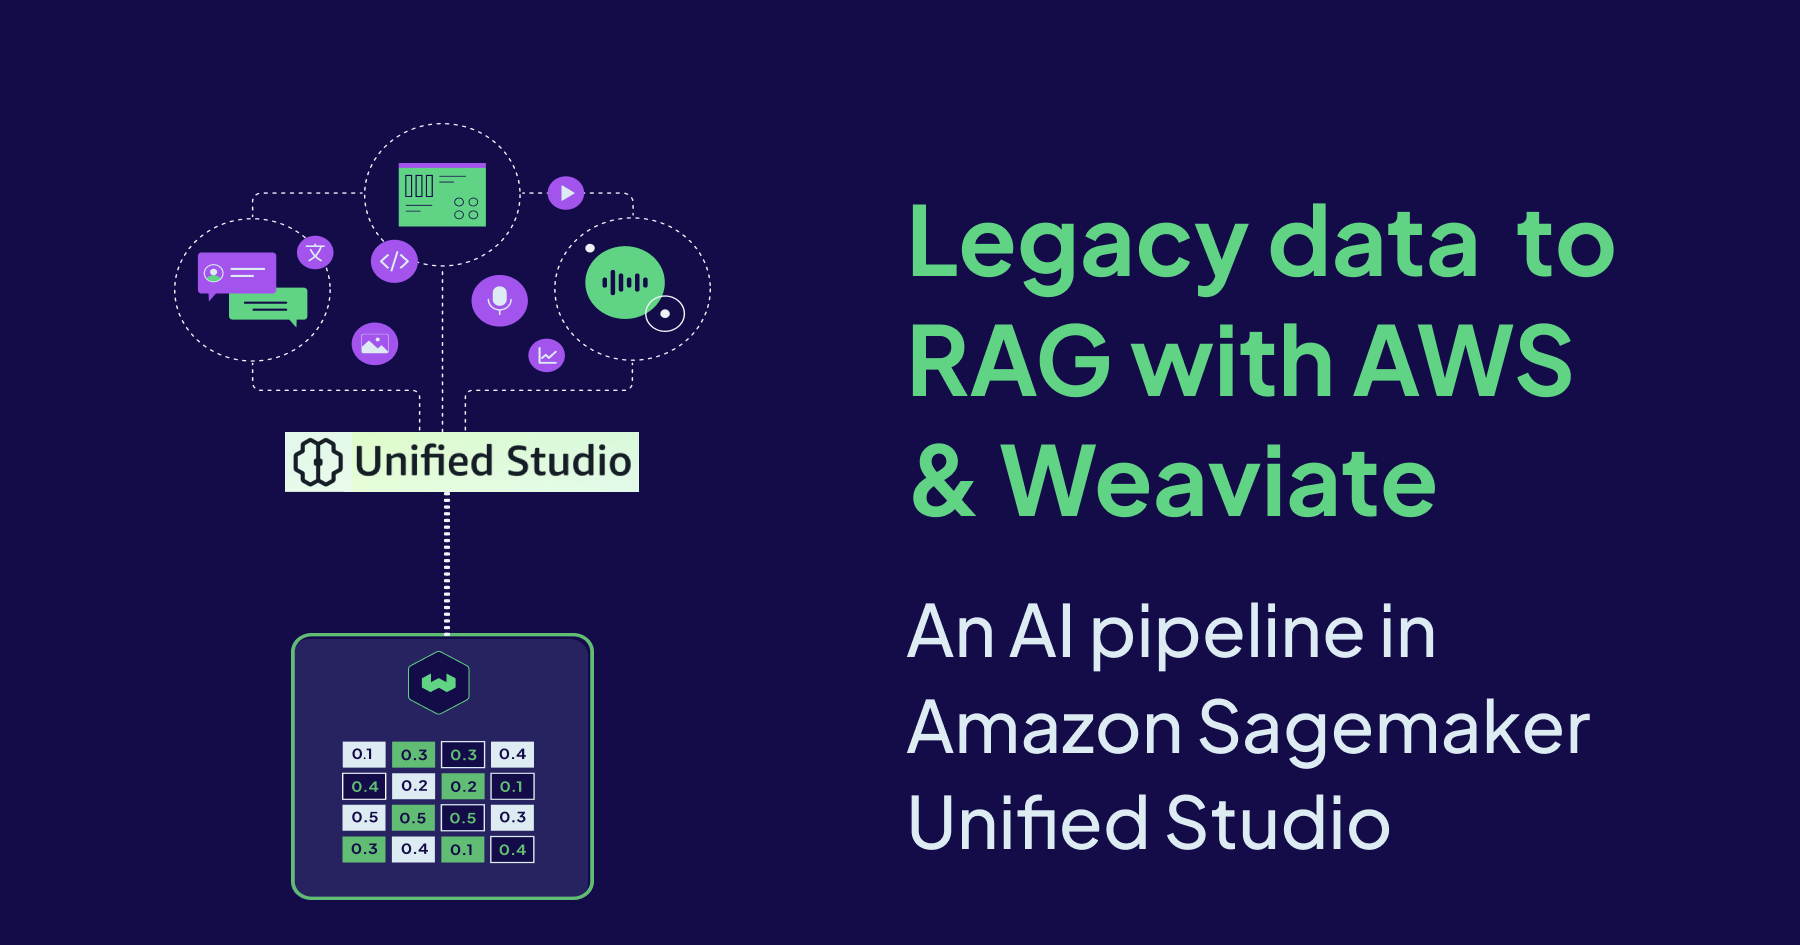 Legacy data to
RAG with AWS
& Weaviate
An AI pipeline in
Amazon Sagemaker
Unified Studio
文
</>
Unified Studio
0.1 0.3 0.3 0.4
0.4 0.2 0.2 0.1
0.5 0.5 0.5 0.3
0.3 0.4 0.1 0.4